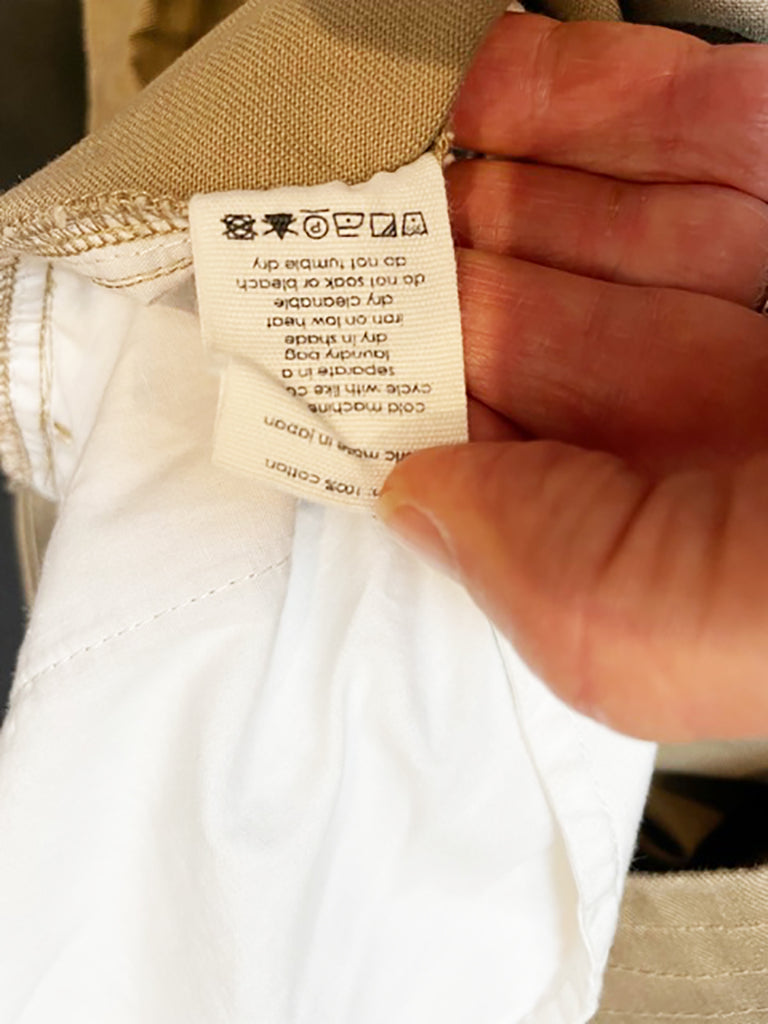 100% cotton
made in japan
cold machine
cycle with like
separate in a
laundry bag
dry in shade
iron on low heat
dry cleanable
do not soak or bleach
do not tumble dry
P